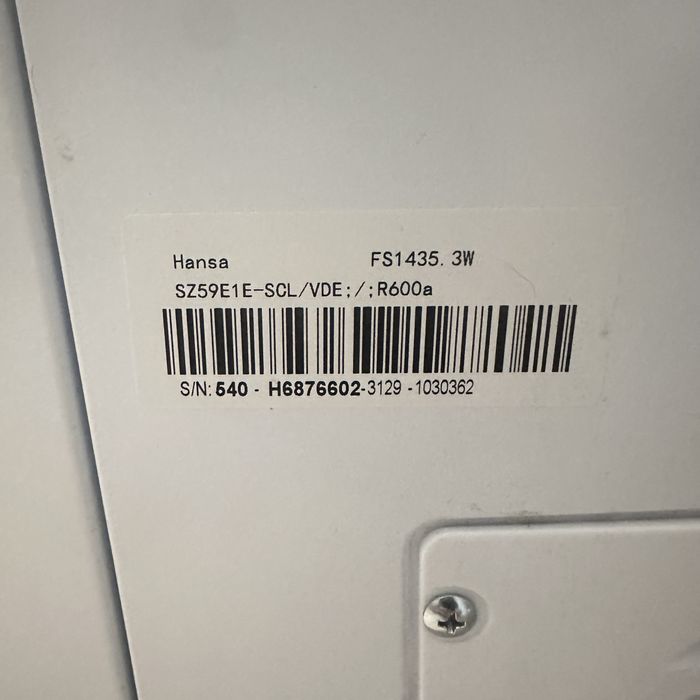 Hansa FS1435.3W
SZ59E1E-SCL/VDE;/;R600a
S/N: 540 - H6876602-3129 -1030362